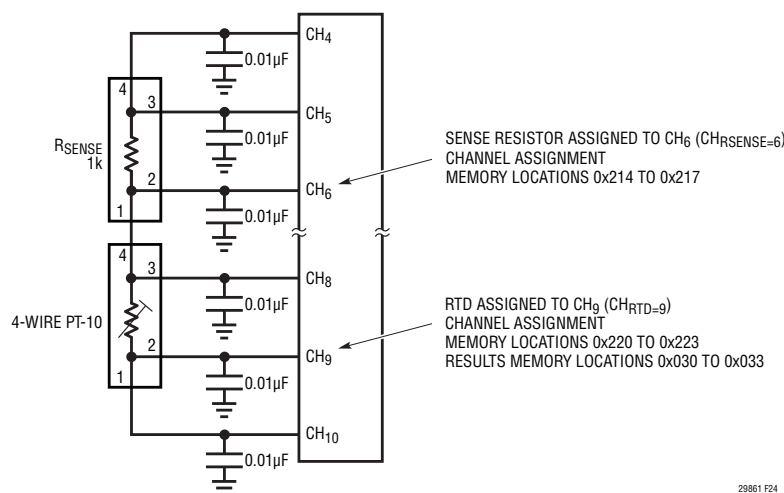 CH4
0.01µF
4
3
CH5
RSENSE
1k
0.01µF
2
CH6
1
0.01µF
SENSE RESISTOR ASSIGNED TO CH6 (CHRSENSE=6)
CHANNEL ASSIGNMENT
MEMORY LOCATIONS 0x214 TO 0x217
4
3
CH8
4-WIRE PT-10
0.01µF
2
CH9
1
0.01µF
RTD ASSIGNED TO CH9 (CHRTD=9)
CHANNEL ASSIGNMENT
MEMORY LOCATIONS 0x220 TO 0x223
RESULTS MEMORY LOCATIONS 0x030 TO 0x033
CH10
0.01µF
29861 F24